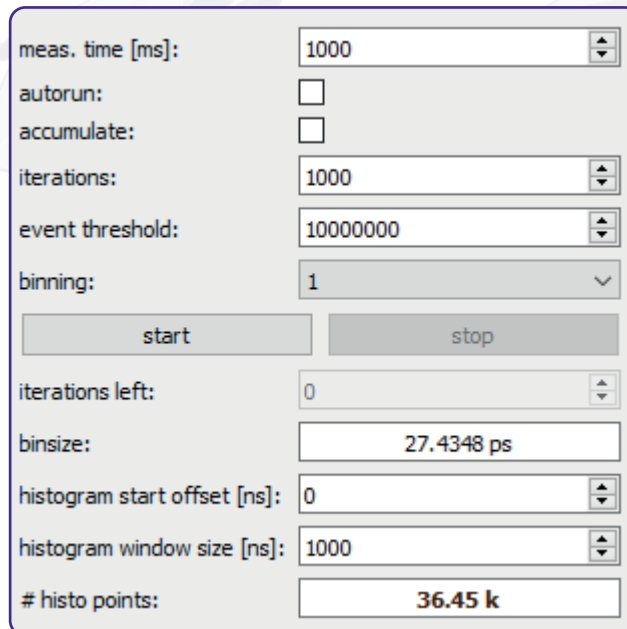 meas. time [ms]: 1000
autorun:
accumulate:
iterations: 1000
event threshold: 10000000
binning: 1
start stop
iterations left: 0
binsize: 27.4348 ps
histogram start offset [ns]: 0
histogram window size [ns]: 1000
# histo points: 36.45 k